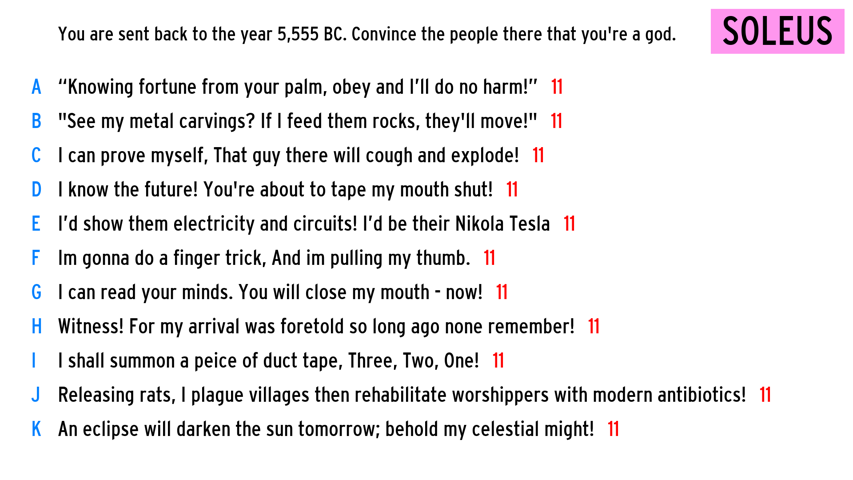 You are sent back to the year 5,555 BC. Convince the people there that you're a god. SOLEUS
A “Knowing fortune from your palm, obey and I’ll do no harm!” 11
B "See my metal carvings? If I feed them rocks, they'll move!" 11
C I can prove myself, That guy there will cough and explode! 11
D I know the future! You're about to tape my mouth shut! 11
E I’d show them electricity and circuits! I’d be their Nikola Tesla 11
F Im gonna do a finger trick, And im pulling my thumb. 11
G I can read your minds. You will close my mouth - now! 11
H Witness! For my arrival was foretold so long ago none remember! 11
I I shall summon a peice of duct tape, Three, Two, One! 11
J Releasing rats, I plague villages then rehabilitate worshippers with modern antibiotics! 11
K An eclipse will darken the sun tomorrow; behold my celestial might! 11